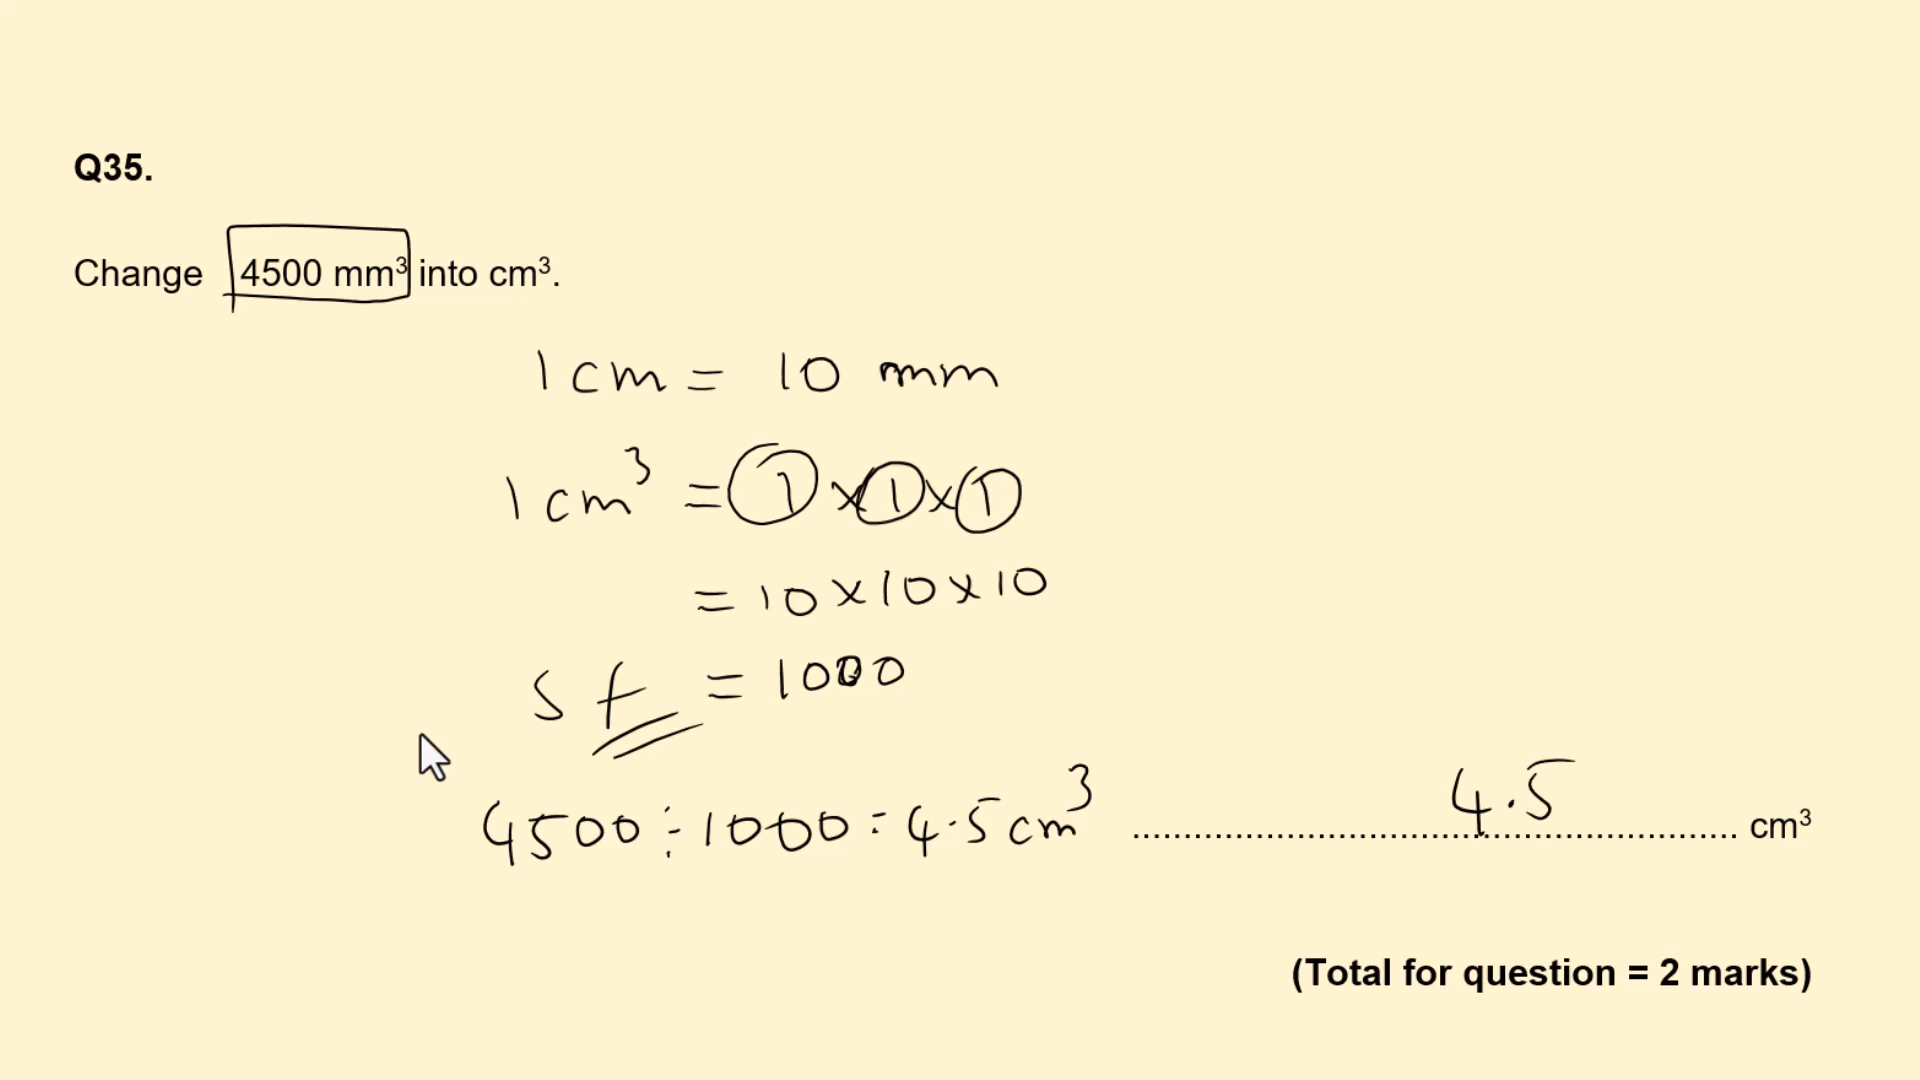 Q35.
Change 4500 mm³ into cm³.
1 cm = 10 mm
1 cm³ = 1 × 1 × 1
= 10 × 10 × 10
sf = 1000
4500 ÷ 1000 = 4.5 cm³
4.5 cm³
(Total for question = 2 marks)